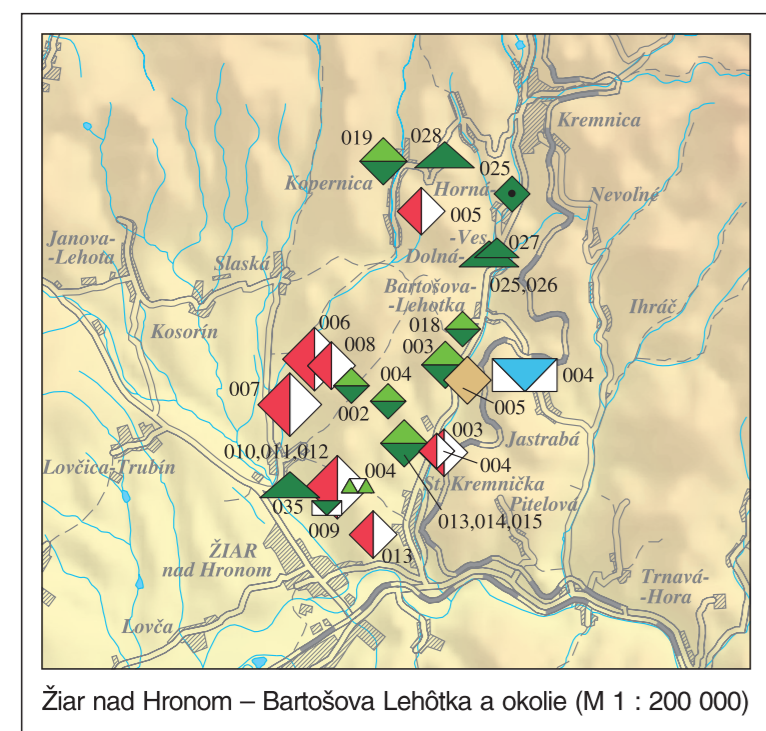 Kremnica
019
028
025
Kopernica
Horná-
Nevoľné
005
-Ves
027
Janova-
-Lehota
Dolná-
Slaská
025,026
Bartošova-
-Lehôtka
Ihráč
006
018
Kosorín
008
003
007
004
004
002
005
003
010,011,012
Jastrabá
Lovčica-Trubín
004
004
St. Kremnička
Pitelová
035
013,014,015
009
ŽIAR
nad Hronom
013
Trnavá-
-Hora
Lovča
Žiar nad Hronom – Bartošova Lehôtka a okolie (M 1 : 200 000)